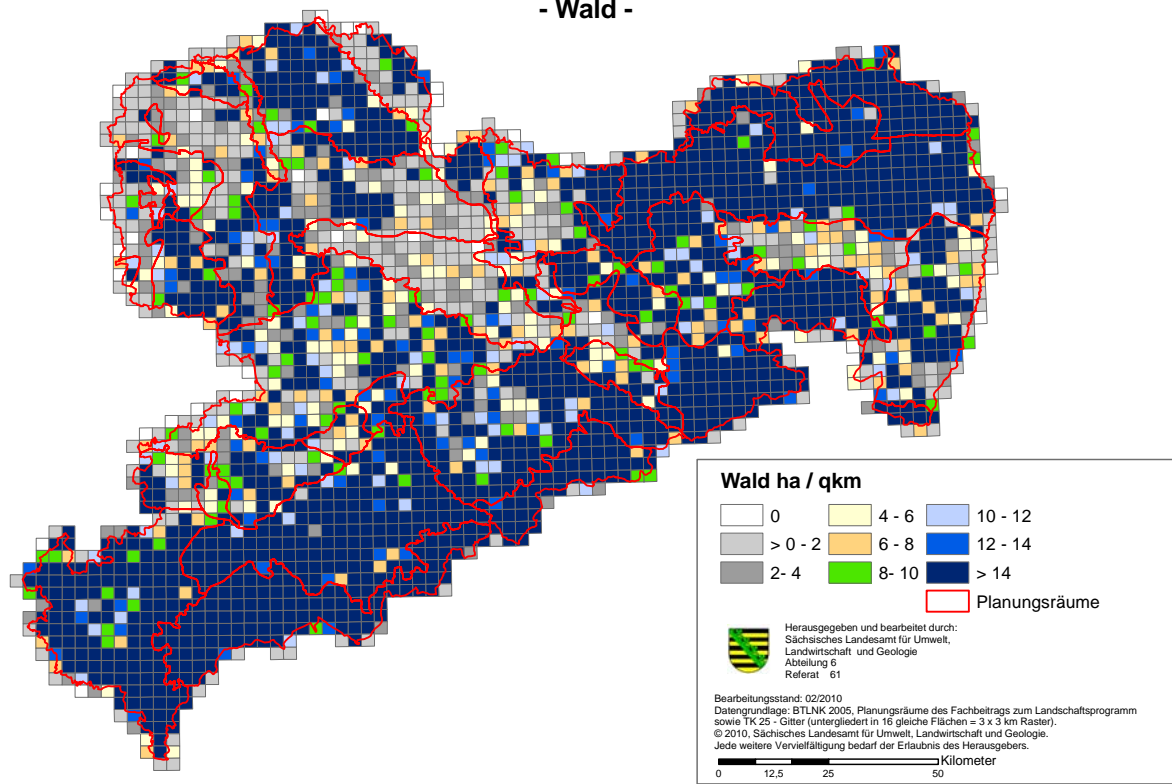 - Wald -
Wald ha / qkm
0
4 - 6
10 - 12
> 0 - 2
6 - 8
12 - 14
2- 4
8- 10
> 14
Planungsräume
Herausgegeben und bearbeitet durch:
Sächsisches Landesamt für Umwelt,
Landwirtschaft und Geologie
Abteilung 6
Referat 61
Bearbeitungsstand: 02/2010
Datengrundlage: BTLNK 2005, Planungsräume des Fachbeitrags zum Landschaftsprogramm
sowie TK 25 - Gitter (untergliedert in 16 gleiche Flächen = 3 x 3 km Raster).
© 2010, Sächsisches Landesamt für Umwelt, Landwirtschaft und Geologie.
Jede weitere Vervielfältigung bedarf der Erlaubnis des Herausgebers.
Kilometer
0 12,5 25 50